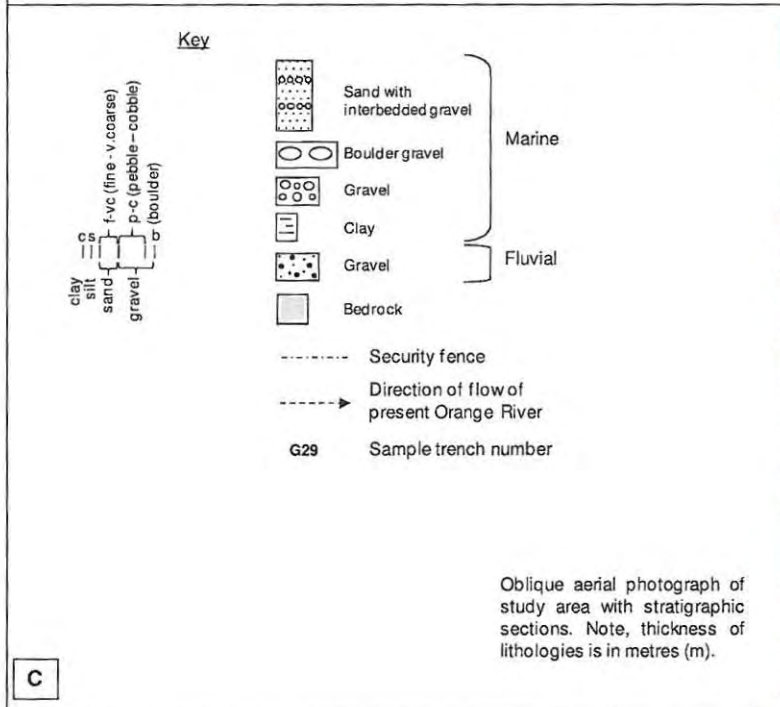 Key
f-vc (fine - v.coarse)
p-c (pebble - cobble)
(boulder)
c s
b
clay
silt
sand
gravel
Sand with
interbedded gravel
Boulder gravel
Gravel
Clay
Marine
Gravel
Fluvial
Bedrock
Security fence
Direction of flow of
present Orange River
G29 Sample trench number
Oblique aerial photograph of
study area with stratigraphic
sections. Note, thickness of
lithologies is in metres (m).
C